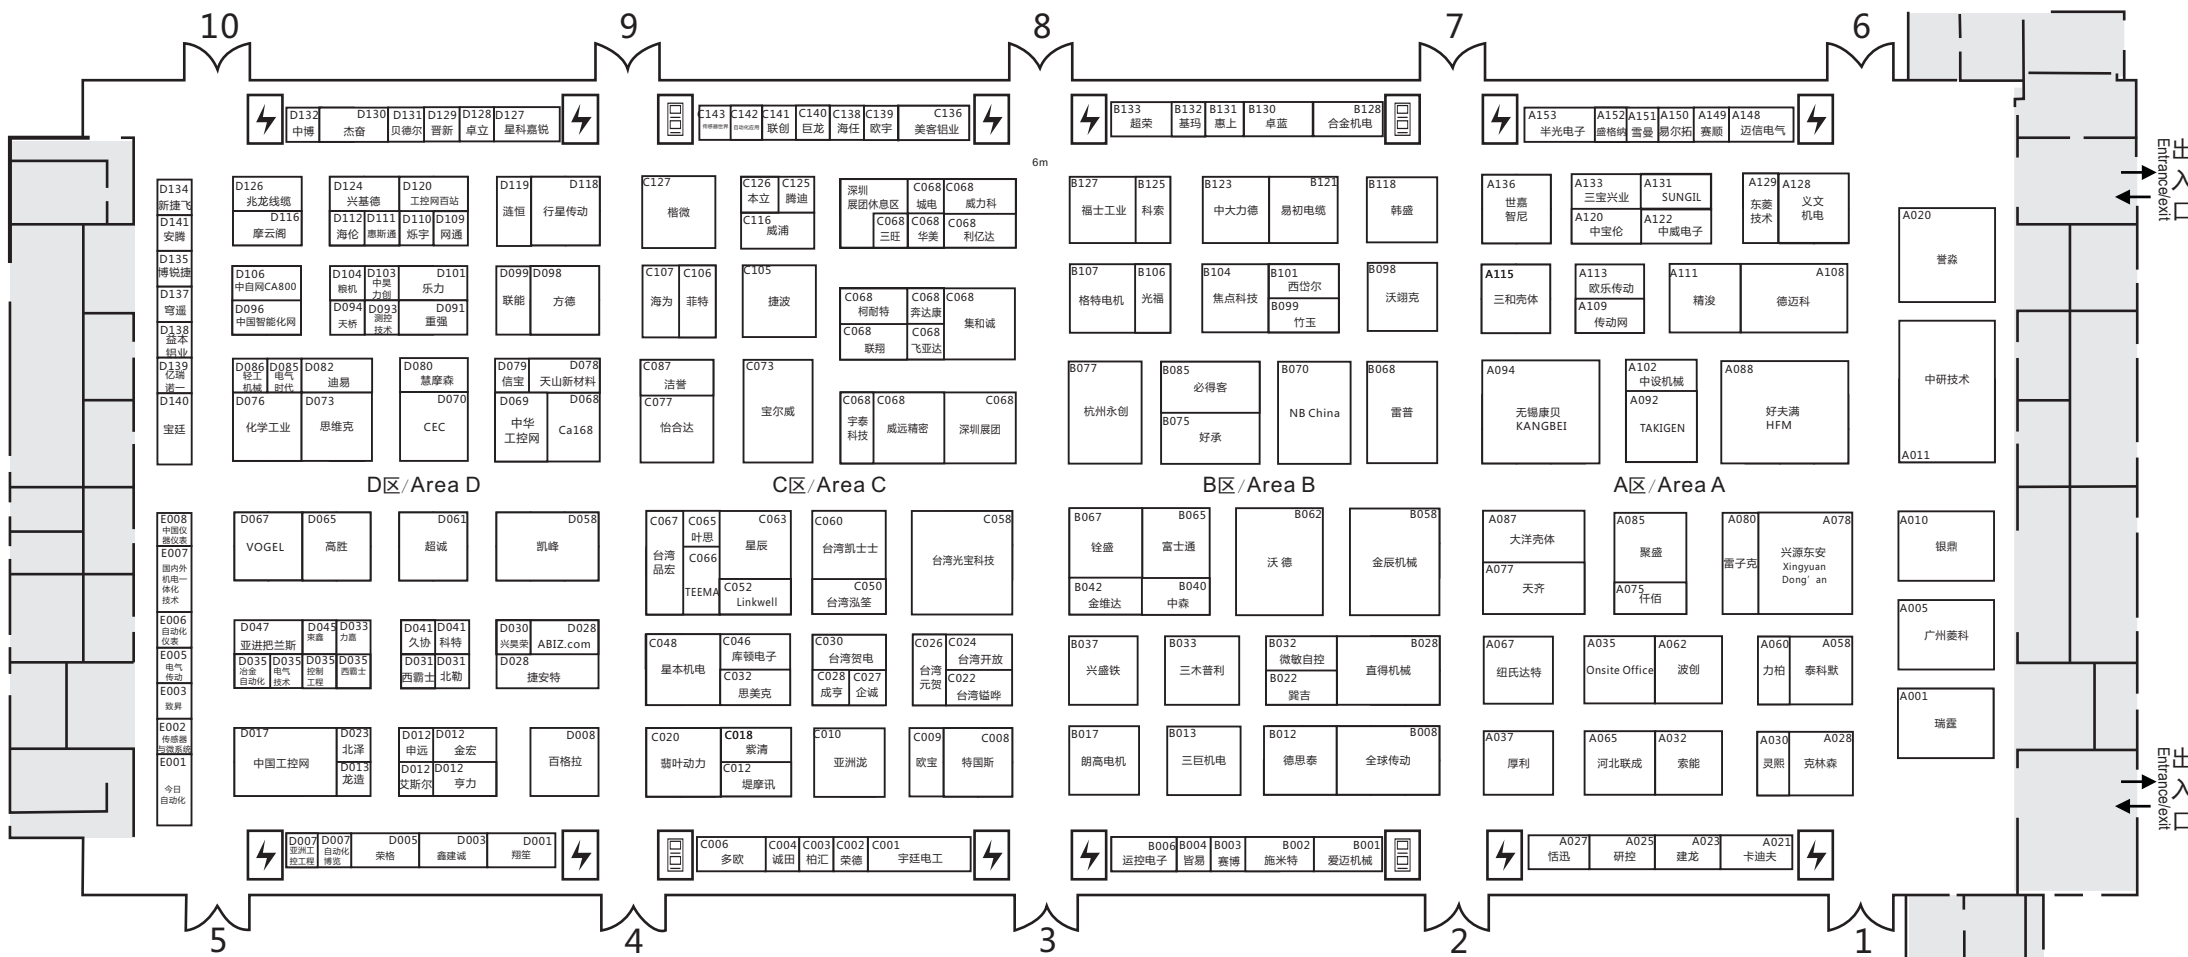 10
9
8
7
6
D132
中博
D130
杰奋
D131
贝德尔
D129
晋新
D128
卓立
D127
星科嘉锐
C143
传感器世界
C142
自动化应用
C141
联创
C140
巨龙
C138
海任
C139
欧宇
C136
美客铝业
B133
超荣
B132
基玛
B131
惠上
B130
卓蓝
B128
合金机电
A153
半光电子
A152
盛格纳
A151
雪曼
A150
易尔拓
A149
赛顺
A148
迈信电气
6m
出入口
Entrance/exit
D134
新捷飞
D141
安腾
D135
博锐捷
D137
穹遥
D138
益本
铝业
D139
亿瑞
诺一
D140
宝廷
D126
兆龙线缆
D116
摩云阁
D124
兴基德
D120
工控网百站
D112
海伦
D111
惠斯通
D110
烁宇
D109
网通
D119
涟恒
D118
行星传动
C127
楷微
C126
本立
C125
腾迪
C116
威浦
深圳
展团休息区
C068
城电
C068
威力科
C068
三旺
C068
华美
C068
利亿达
B127
福士工业
B125
科索
B123
中大力德
B121
易初电缆
B118
韩盛
A136
世嘉
智尼
A133
三宝兴业
A131
SUNGIL
A120
中宝伦
A122
中威电子
A129
东菱
技术
A128
义文
机电
A020
誉淼
D106
中自网CA800
D096
中国智能化网
D104
粮机
D103
中昊
力创
D101
乐力
D094
天桥
D093
测控
技术
D091
重强
D099
联能
D098
方德
C107
海为
C106
菲特
C105
捷波
C068
柯耐特
C068
奔达康
C068
集和诚
C068
联翔
C068
飞亚达
B107
格特电机
B106
光福
B104
焦点科技
B101
西岱尔
B099
竹玉
B098
沃翊克
A115
三和壳体
A113
欧乐传动
A109
传动网
A111
精浚
A108
德迈科
中研技术
A011
D086
轻工
机械
D085
电气
时代
D082
迪易
D076
化学工业
D073
思维克
D080
慧摩森
D070
CEC
D079
信宝
D078
天山新材料
D069
中华
工控网
D068
Ca168
C087
洁誉
C077
怡合达
C073
宝尔威
C068
宇泰
科技
C068
威远精密
C068
深圳展团
B077
杭州永创
B085
必得客
B075
好承
B070
NB China
B068
雷普
A094
无锡康贝
KANGBEI
A102
中设机械
A092
TAKIGEN
A088
好夫满
HFM
D区/Area D
C区/Area C
B区/Area B
A区/Area A
E008
中国仪
器仪表
E007
国内外
机电一
体化
技术
E006
自动化
仪表
E005
电气
传动
E003
致昇
E002
传感器
与微系统
E001
今日
自动化
D067
VOGEL
D065
高胜
D061
超诚
D058
凯峰
C067
台湾
品宏
C065
叶思
C066
TEEMA
C063
星辰
C052
Linkwell
C060
台湾凯士士
C050
台湾泓筌
C058
台湾光宝科技
B067
铨盛
B065
富士通
B042
金维达
B040
中森
B062
沃 德
B058
金辰机械
A087
大洋壳体
A077
天齐
A085
聚盛
A075
仟佰
A080
雷子克
A078
兴源东安
Xingyuan
Dong’an
A010
银鼎
A005
广州菱科
A001
瑞霆
D047
亚进把兰斯
D045
束鑫
D033
力嘉
D035
冶金
自动化
D035
电气
技术
D035
控制
工程
D035
西霸士
D041
久协
D041
科特
D031
西霸士
D031
北勒
D030
兴昊荣
D028
ABIZ.com
D028
捷安特
C048
星本机电
C046
库顿电子
C032
思美克
C030
台湾贺电
C028
成亨
C027
企诚
C026
台湾
元贺
C024
台湾开放
C022
台湾镒哗
B037
兴盛铁
B033
三木普利
B032
微敏自控
B022
巽吉
B028
直得机械
A067
纽氏达特
A035
Onsite Office
A062
波创
A060
力柏
A058
泰科默
D017
中国工控网
D023
北泽
D013
龙造
D012
申远
D012
金宏
D012
艾斯尔
D012
亨力
D008
百格拉
C020
翡叶动力
C018
紫清
C012
堤摩讯
C010
亚洲泷
C009
欧宝
C008
特国斯
B017
朗高电机
B013
三巨机电
B012
德思泰
B008
全球传动
A037
厚利
A065
河北联成
A032
索能
A030
灵熙
A028
克林森
出入口
Entrance/exit
D007
亚洲工
控工程
D007
自动化
博览
D005
荣格
D003
鑫建诚
D001
翔笙
C006
多欧
C004
诚田
C003
柏汇
C002
荣德
C001
宇廷电工
B006
运控电子
B004
皆易
B003
赛博
B002
施米特
B001
爱迈机械
A027
恬迅
A025
研控
A023
建龙
A021
卡迪夫
5
4
3
2
1